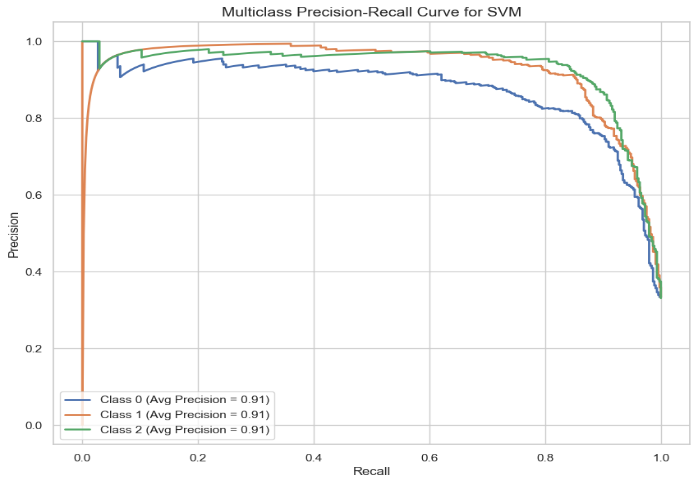 Multiclass Precision-Recall Curve for SVM
1.0
0.8
0.6
0.4
0.2
0.0
Precision
Class 0 (Avg Precision = 0.91)
Class 1 (Avg Precision = 0.91)
Class 2 (Avg Precision = 0.91)
0.0 0.2 0.4 0.6 0.8 1.0
Recall